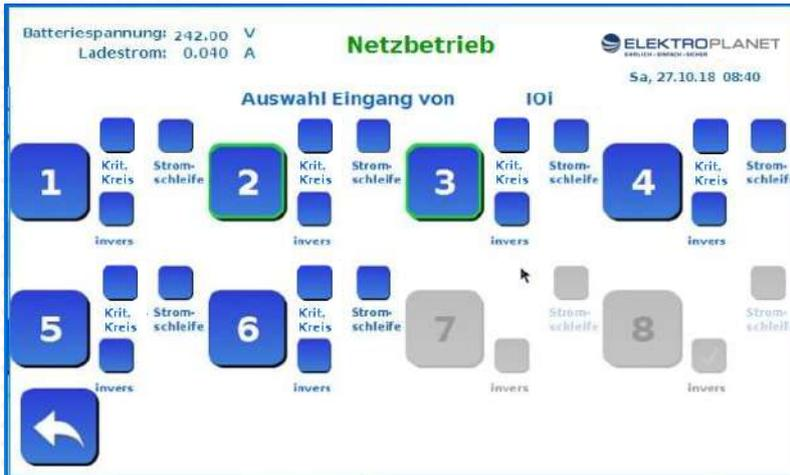 Batteriespannung: 242.00 V
Ladestrom: 0.040 A
Netzbetrieb
ELEKTROPLANET
EHRLICH - EINFACH - SICHER
Sa, 27.10.18 08:40
Auswahl Eingang von IOi
1
Krit. Kreis
Strom-schleife
invers
2
Krit. Kreis
Strom-schleife
invers
3
Krit. Kreis
Strom-schleife
invers
4
Krit. Kreis
Strom-schleif
invers
5
Krit. Kreis
Strom-schleife
invers
6
Krit. Kreis
Strom-schleife
invers
7
Strom-schleife
invers
8
Strom-schleif
invers